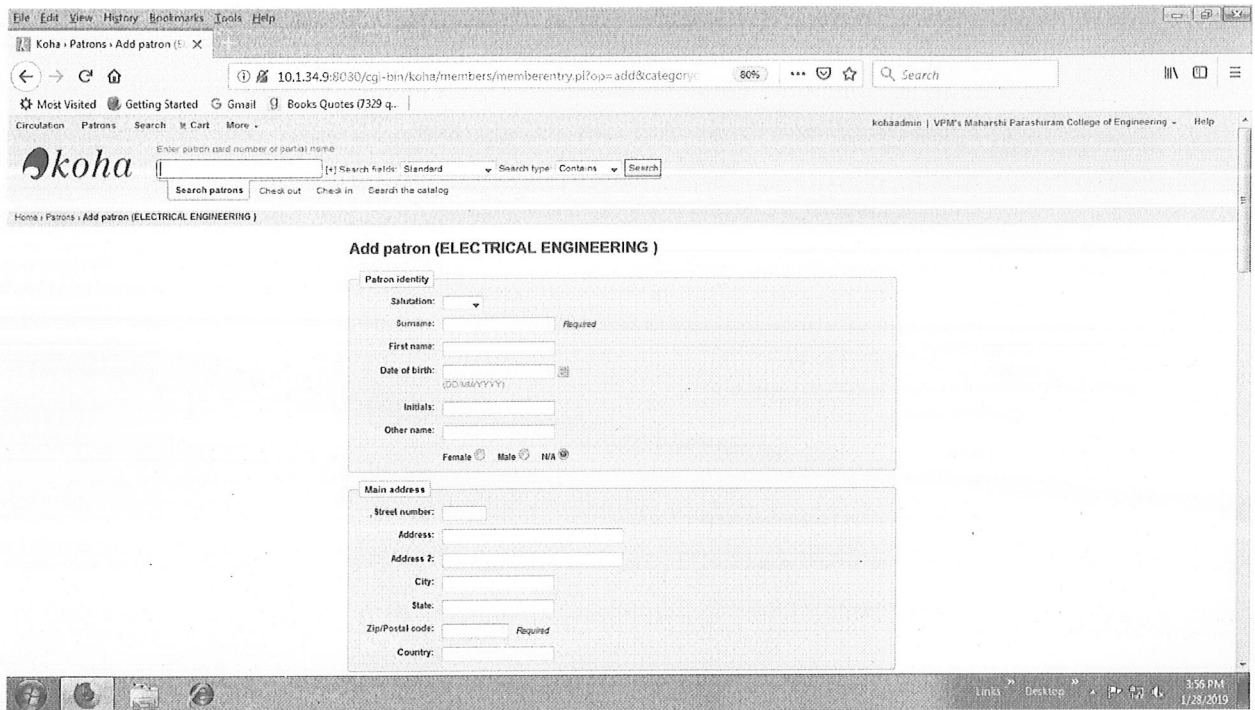 File Edit View History Bookmarks Tools Help
Koha › Patrons › Add patron (E
10.1.34.9:8080/cgi-bin/koha/members/memberentry.pl?op=add&category 80% Search
Most Visited Getting Started Gmail Books Quotes (7329 q...
Circulation Patrons Search Cart More kohaadmin | VPM's Maharshi Parashuram College of Engineering Help
Enter patron card number or partial name
koha
[+] Search fields: Standard Search type: Contains Search
Search patrons Check out Check in Search the catalog
Home › Patrons › Add patron (ELECTRICAL ENGINEERING )
Add patron (ELECTRICAL ENGINEERING )
Patron identity
Salutation:
Surname: Required
First name:
Date of birth:
(DD/MM/YYYY)
Initials:
Other name:
Female Male N/A
Main address
Street number:
Address:
Address 2:
City:
State:
Zip/Postal code: Required
Country:
Links Desktop 3:56 PM
1/28/2019